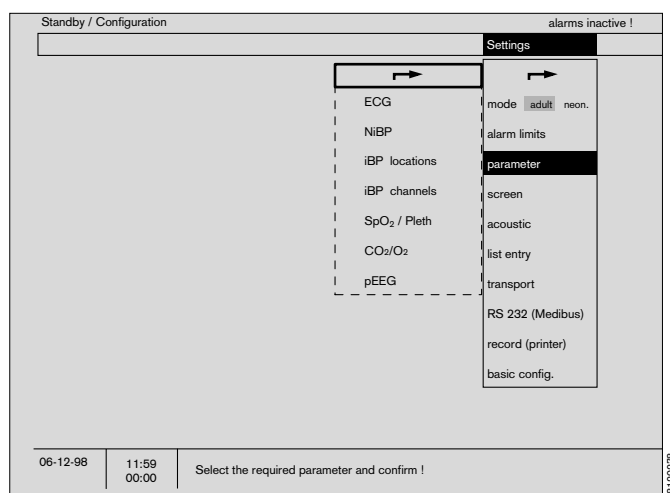 Standby / Configuration
alarms inactive !
Settings
ECG
NiBP
iBP locations
iBP channels
SpO₂ / Pleth
CO₂/O₂
pEEG
mode adult neon.
alarm limits
parameter
screen
acoustic
list entry
transport
RS 232 (Medibus)
record (printer)
basic config.
06-12-98
11:59
00:00
Select the required parameter and confirm !